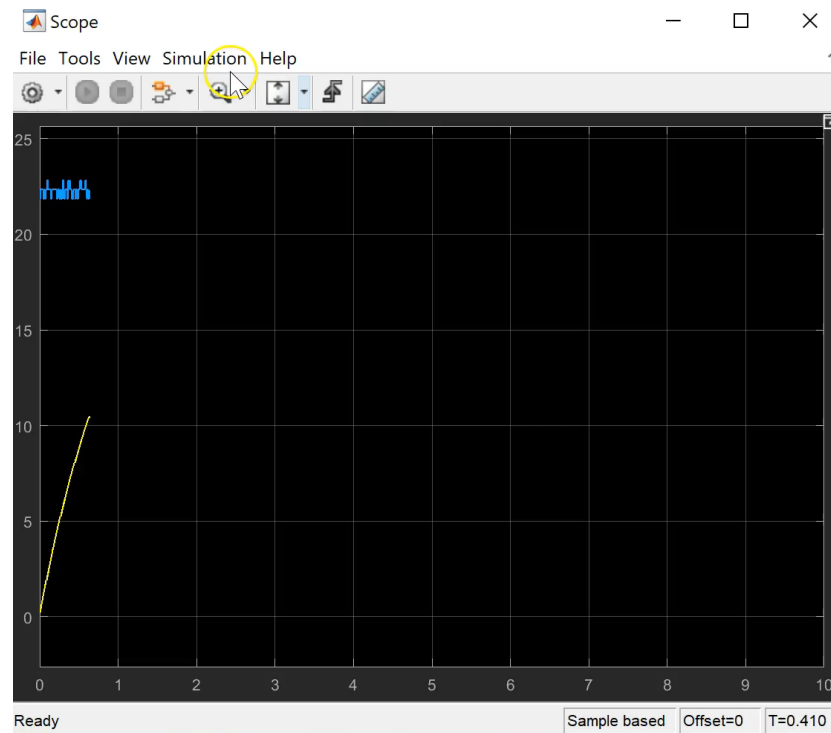 Scope
File Tools View Simulation Help
25
20
15
10
5
0
0 1 2 3 4 5 6 7 8 9 10
Ready Sample based Offset=0 T=0.410